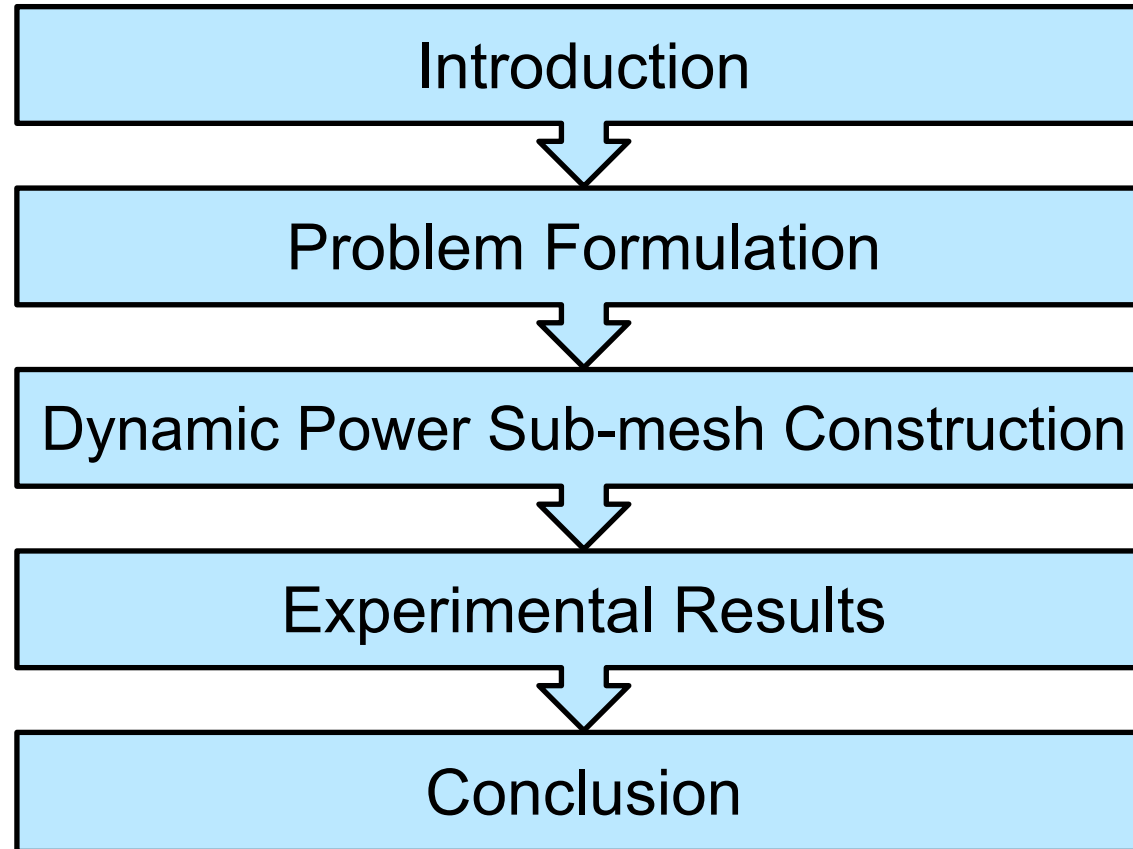 Introduction
Problem Formulation
Dynamic Power Sub-mesh Construction
Experimental Results
Conclusion